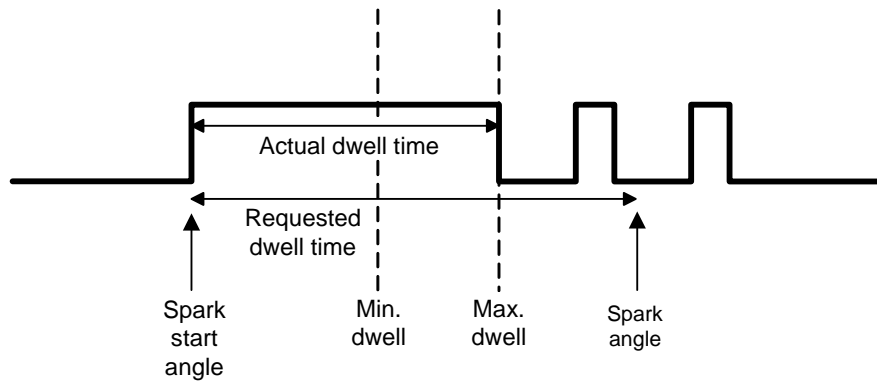 Actual dwell time
Requested
dwell time
Spark
start
angle
Min.
dwell
Max.
dwell
Spark
angle